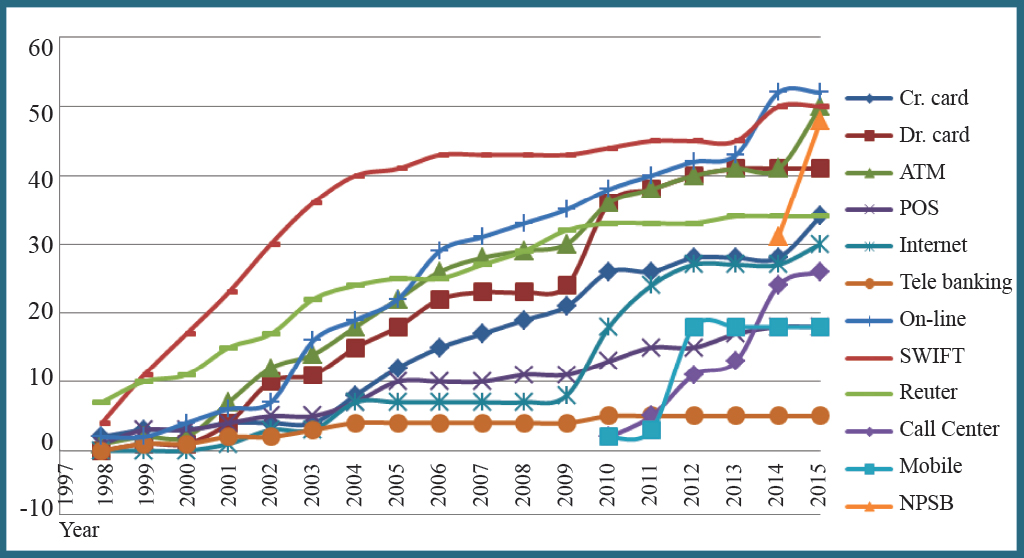 60
50
40
30
20
10
0
-10
1997 1998 1999 2000 2001 2002 2003 2004 2005 2006 2007 2008 2009 2010 2011 2012 2013 2014 2015
Year
Cr. card
Dr. card
ATM
POS
Internet
Tele banking
On-line
SWIFT
Reuter
Call Center
Mobile
NPSB